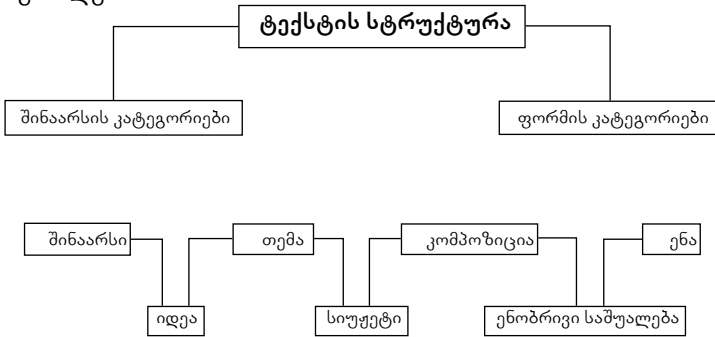 ტექსტის სტრუქტურა
შინაარსის კატეგორიები
ფორმის კატეგორიები
შინაარსი
თემა
კომპოზიცია
ენა
იდეა
სიუჟეტი
ენობრივი საშუალება